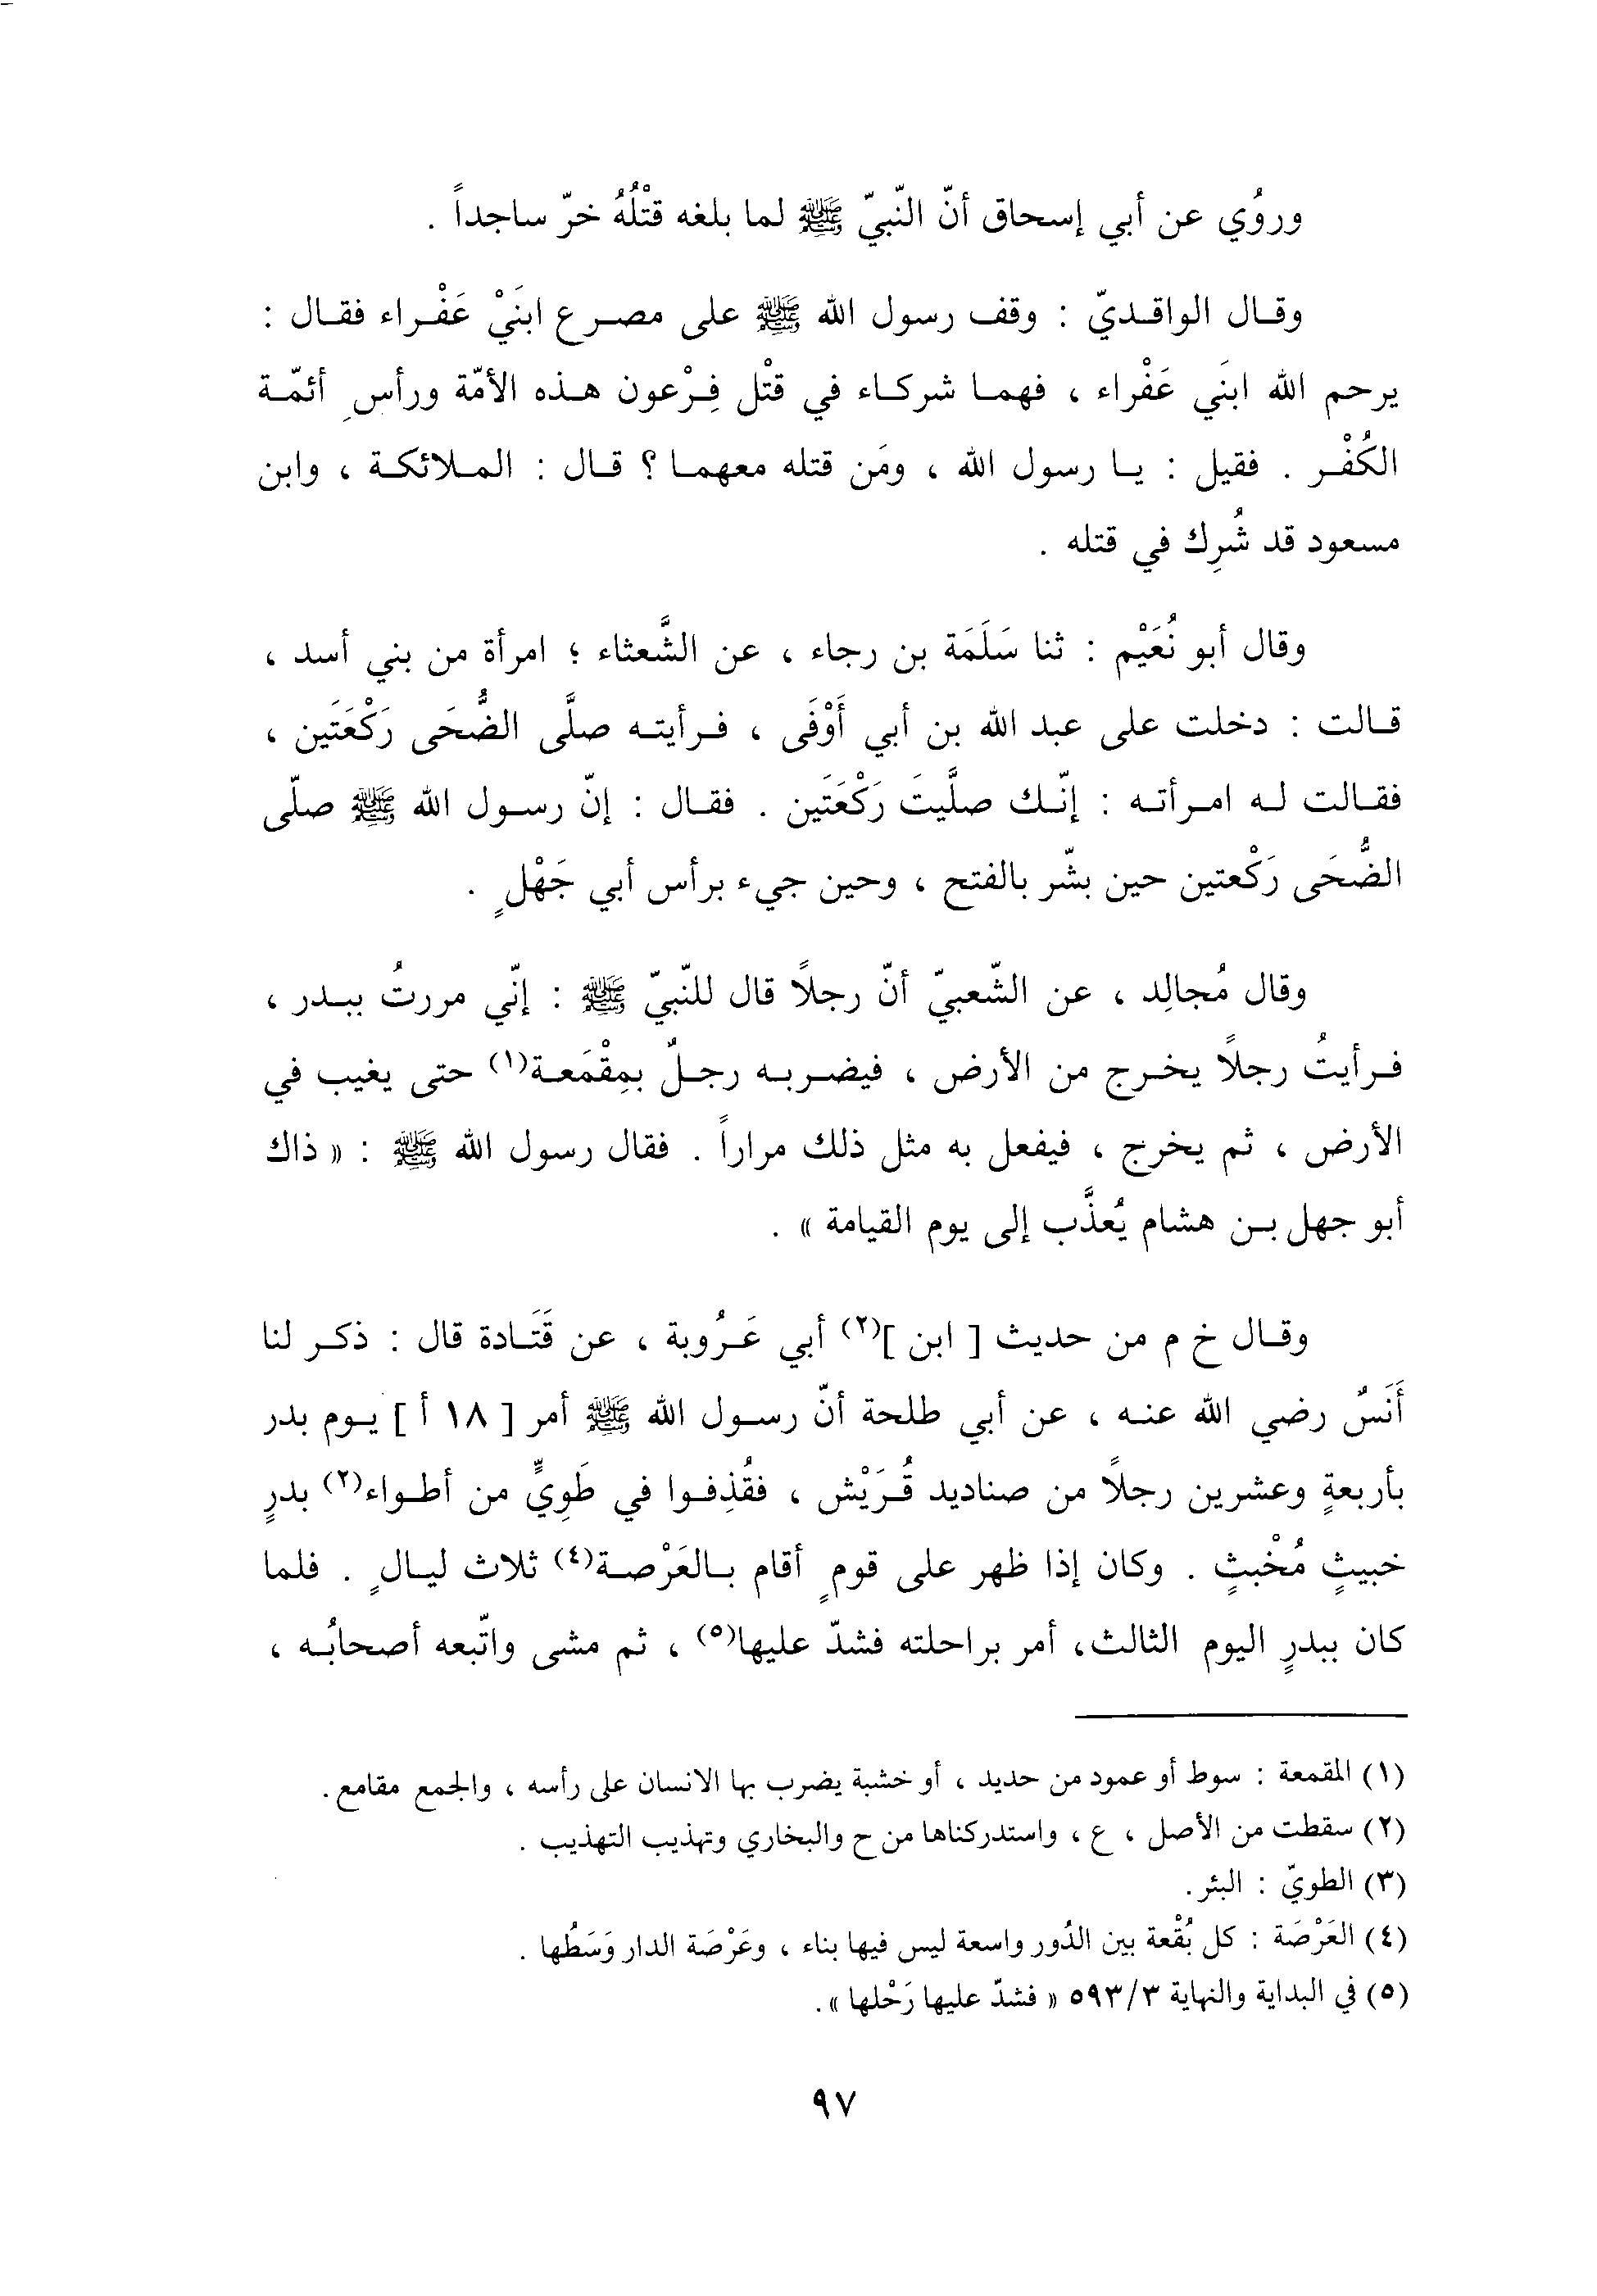 وروُي عن أبي إسحاق أنّ النّبيّ ﷺ لما بلغه قتْلُهُ خرّ ساجداً .
وقال الواقديّ : وقف رسول الله ﷺ على مصرع ابنَيْ عَفْراء فقال :
يرحم الله ابنَي عَفْراء ، فهما شركاء في قتْل فِرْعون هذه الأمّة ورأسِ أئمّة
الكُفْر . فقيل : يا رسول الله ، ومَن قتله معهما ؟ قال : الملائكة ، وابن
مسعود قد شُرِك في قتله .
وقال أبو نُعَيْم : ثنا سَلَمَة بن رجاء ، عن الشَّعثاء ؛ امرأة من بني أسد ،
قالت : دخلت على عبد الله بن أبي أَوْفَى ، فرأيته صلَّى الضُّحَى رَكْعَتَين ،
فقالت له امرأته : إنّك صلَّيتَ رَكْعَتَين . فقال : إنّ رسول الله ﷺ صلّى
الضُّحَى رَكْعتين حين بشّر بالفتح ، وحين جيء برأس أبي جَهْلٍ .
وقال مُجالِد ، عن الشّعبيّ أنّ رجلاً قال للنّبيّ ﷺ : إنّي مررتُ ببدر ،
فرأيتُ رجلاً يخرج من الأرض ، فيضربه رجلٌ بمِقْمَعة(١) حتى يغيب في
الأرض ، ثم يخرج ، فيفعل به مثل ذلك مراراً . فقال رسول الله ﷺ : « ذاك
أبو جهل بن هشام يُعذَّب إلى يوم القيامة » .
وقال خ م من حديث [ ابن ](٢) أبي عَرُوبة ، عن قَتَادة قال : ذكر لنا
أَنَسٌ رضي الله عنه ، عن أبي طلحة أنّ رسول الله ﷺ أمر [ ١٨ أ ] يوم بدر
بأربعةٍ وعشرين رجلاً من صناديد قُرَيْش ، فقُذِفوا في طَوِيٍّ من أطواء(٢) بدرٍ
خبيثٍ مُخْبثٍ . وكان إذا ظهر على قومٍ أقام بالعَرْصة(٤) ثلاث ليالٍ . فلما
كان ببدرٍ اليوم الثالث، أمر براحلته فشدّ عليها(٥) ، ثم مشى واتّبعه أصحابُه ،
(١) المقمعة : سوط أو عمود من حديد ، أو خشبة يضرب بها الانسان على رأسه ، والجمع مقامع.
(٢) سقطت من الأصل ، ع ، واستدركناها من ح والبخاري وتهذيب التهذيب .
(٣) الطويّ : البئر.
(٤) العَرْصَة : كل بُقْعة بين الدُور واسعة ليس فيها بناء ، وعَرْصَة الدار وَسَطُها .
(٥) في البداية والنهاية ٥٩٣/٣ « فشدّ عليها رَحْلها ».
٩٧